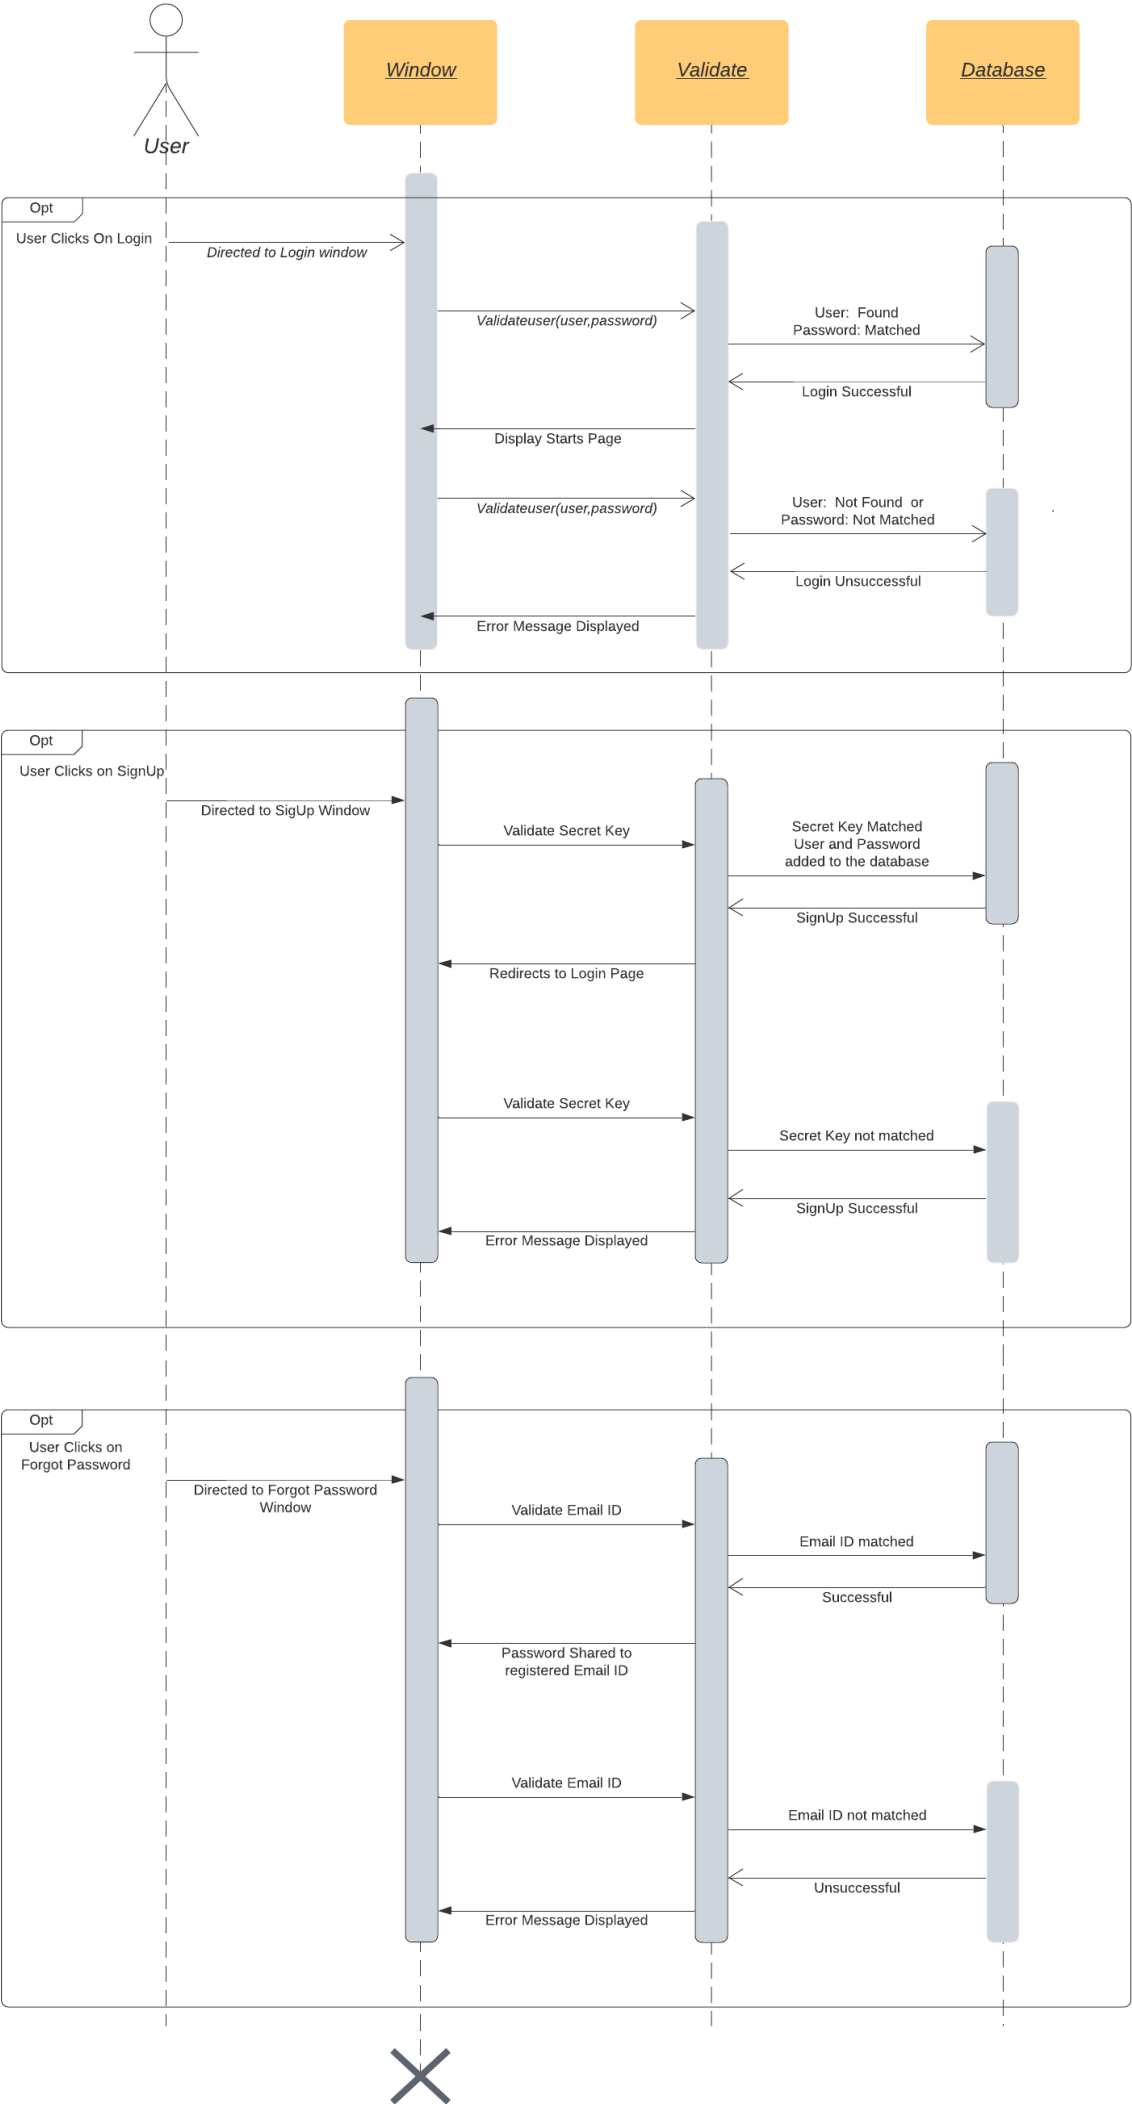 User
Window
Validate
Database
Opt
User Clicks On Login
Directed to Login window
Validateuser(user,password)
User:  Found
Password: Matched
Login Successful
Display Starts Page
Validateuser(user,password)
User:  Not Found  or
Password: Not Matched
Login Unsuccessful
Error Message Displayed
Opt
User Clicks on SignUp
Directed to SigUp Window
Validate Secret Key
Secret Key Matched
User and Password
added to the database
SignUp Successful
Redirects to Login Page
Validate Secret Key
Secret Key not matched
SignUp Successful
Error Message Displayed
Opt
User Clicks on
Forgot Password
Directed to Forgot Password
Window
Validate Email ID
Email ID matched
Successful
Password Shared to
registered Email ID
Validate Email ID
Email ID not matched
Unsuccessful
Error Message Displayed